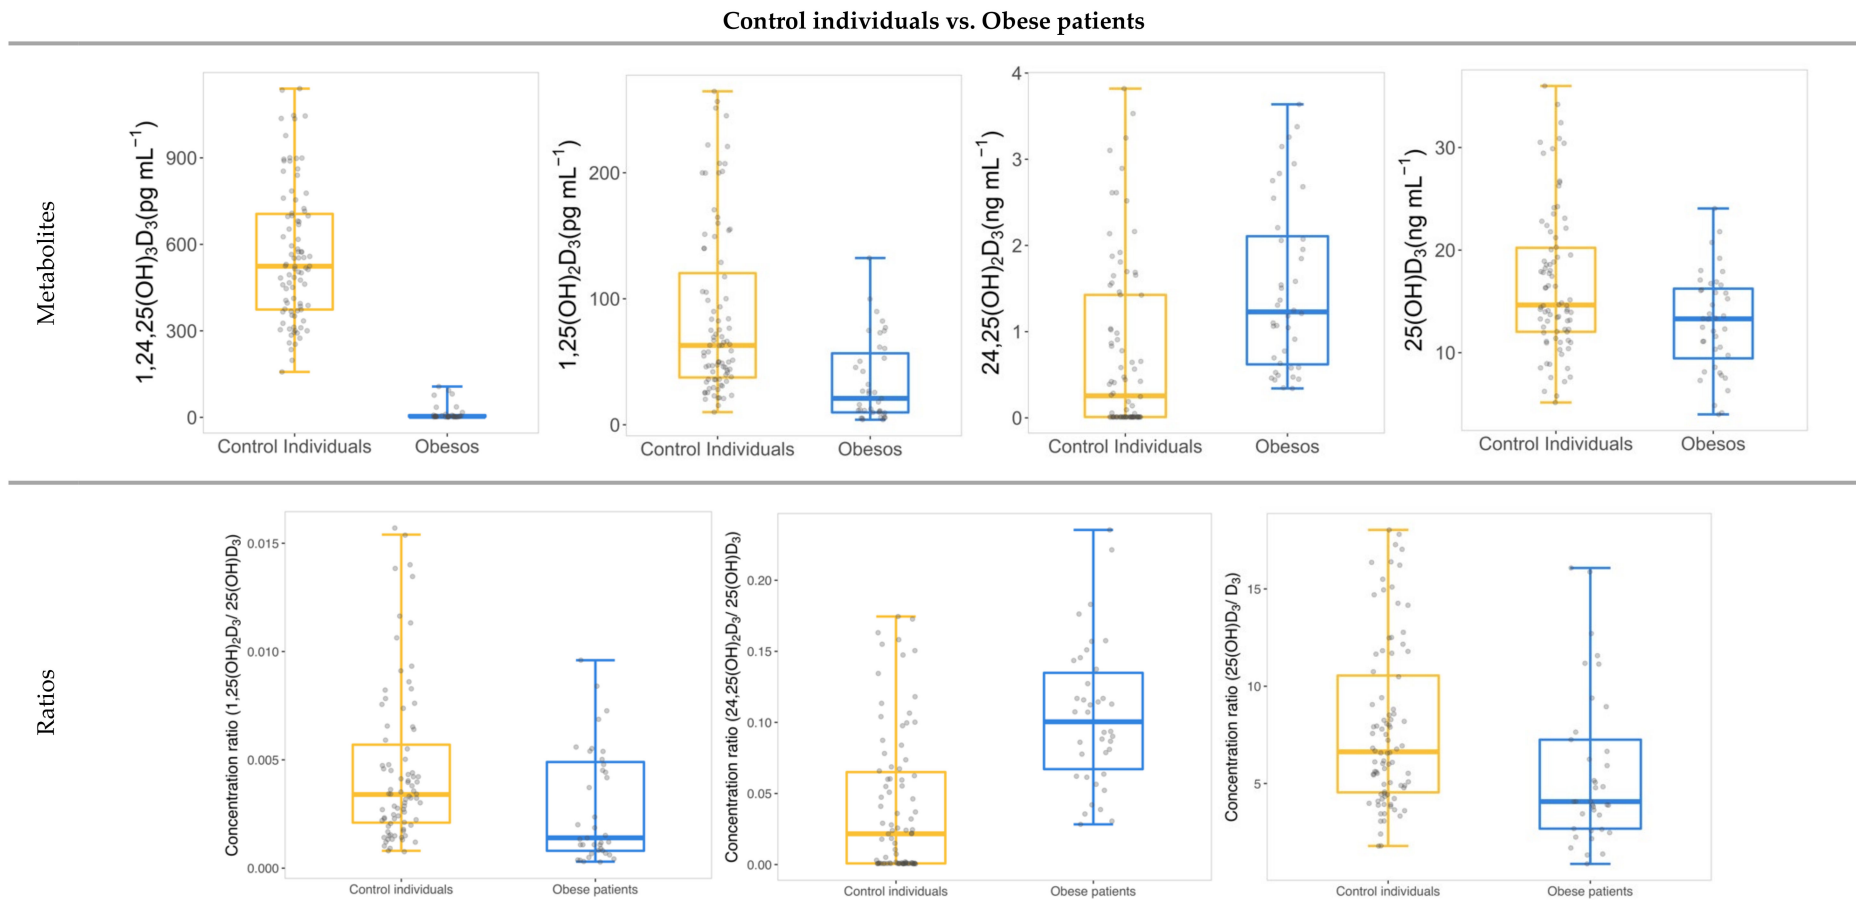 Control individuals vs. Obese patients
Metabolites
1,24,25(OH)₃D₃(pg mL⁻¹)
900
600
300
0
Control Individuals
Obesos
1,25(OH)₂D₃(pg mL⁻¹)
200
100
0
Control Individuals
Obesos
24,25(OH)₂D₃(ng mL⁻¹)
4
3
2
1
0
Control Individuals
Obesos
25(OH)D₃(ng mL⁻¹)
30
20
10
Control Individuals
Obesos
Ratios
Concentration ratio (1,25(OH)₂D₃/ 25(OH)D₃)
0.015
0.010
0.005
0.000
Control individuals
Obese patients
Concentration ratio (24,25(OH)₂D₃/ 25(OH)D₃)
0.20
0.15
0.10
0.05
0.00
Control individuals
Obese patients
Concentration ratio (25(OH)D₃/ D₃)
15
10
5
Control individuals
Obese patients